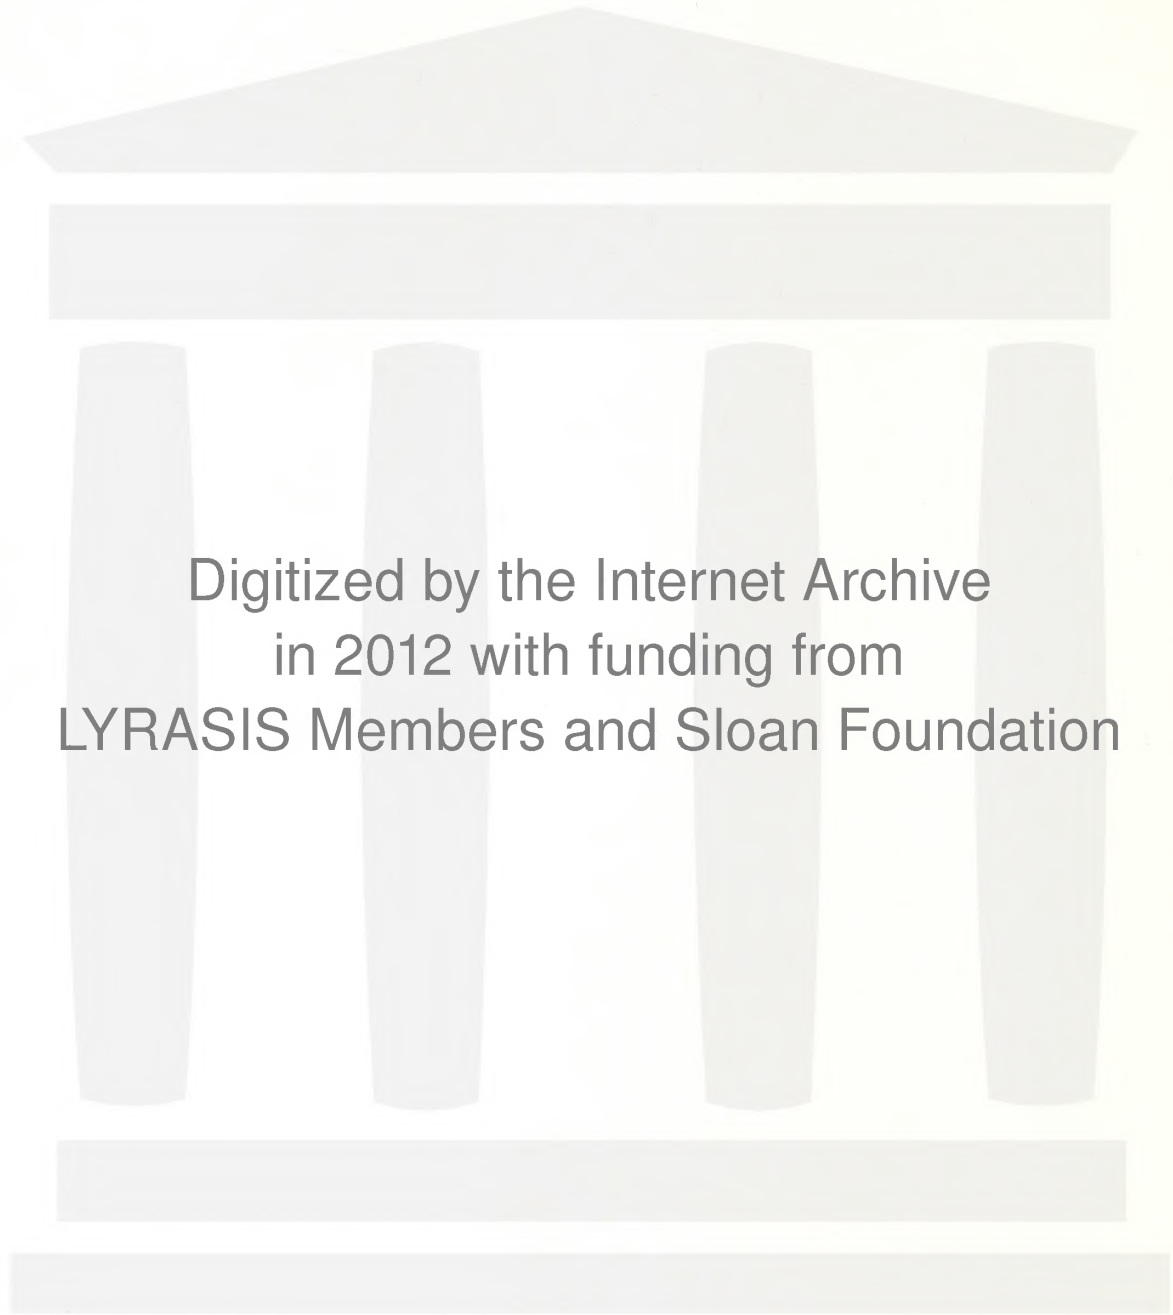 Digitized by the Internet Archive
in 2012 with funding from
LYRASIS Members and Sloan Foundation